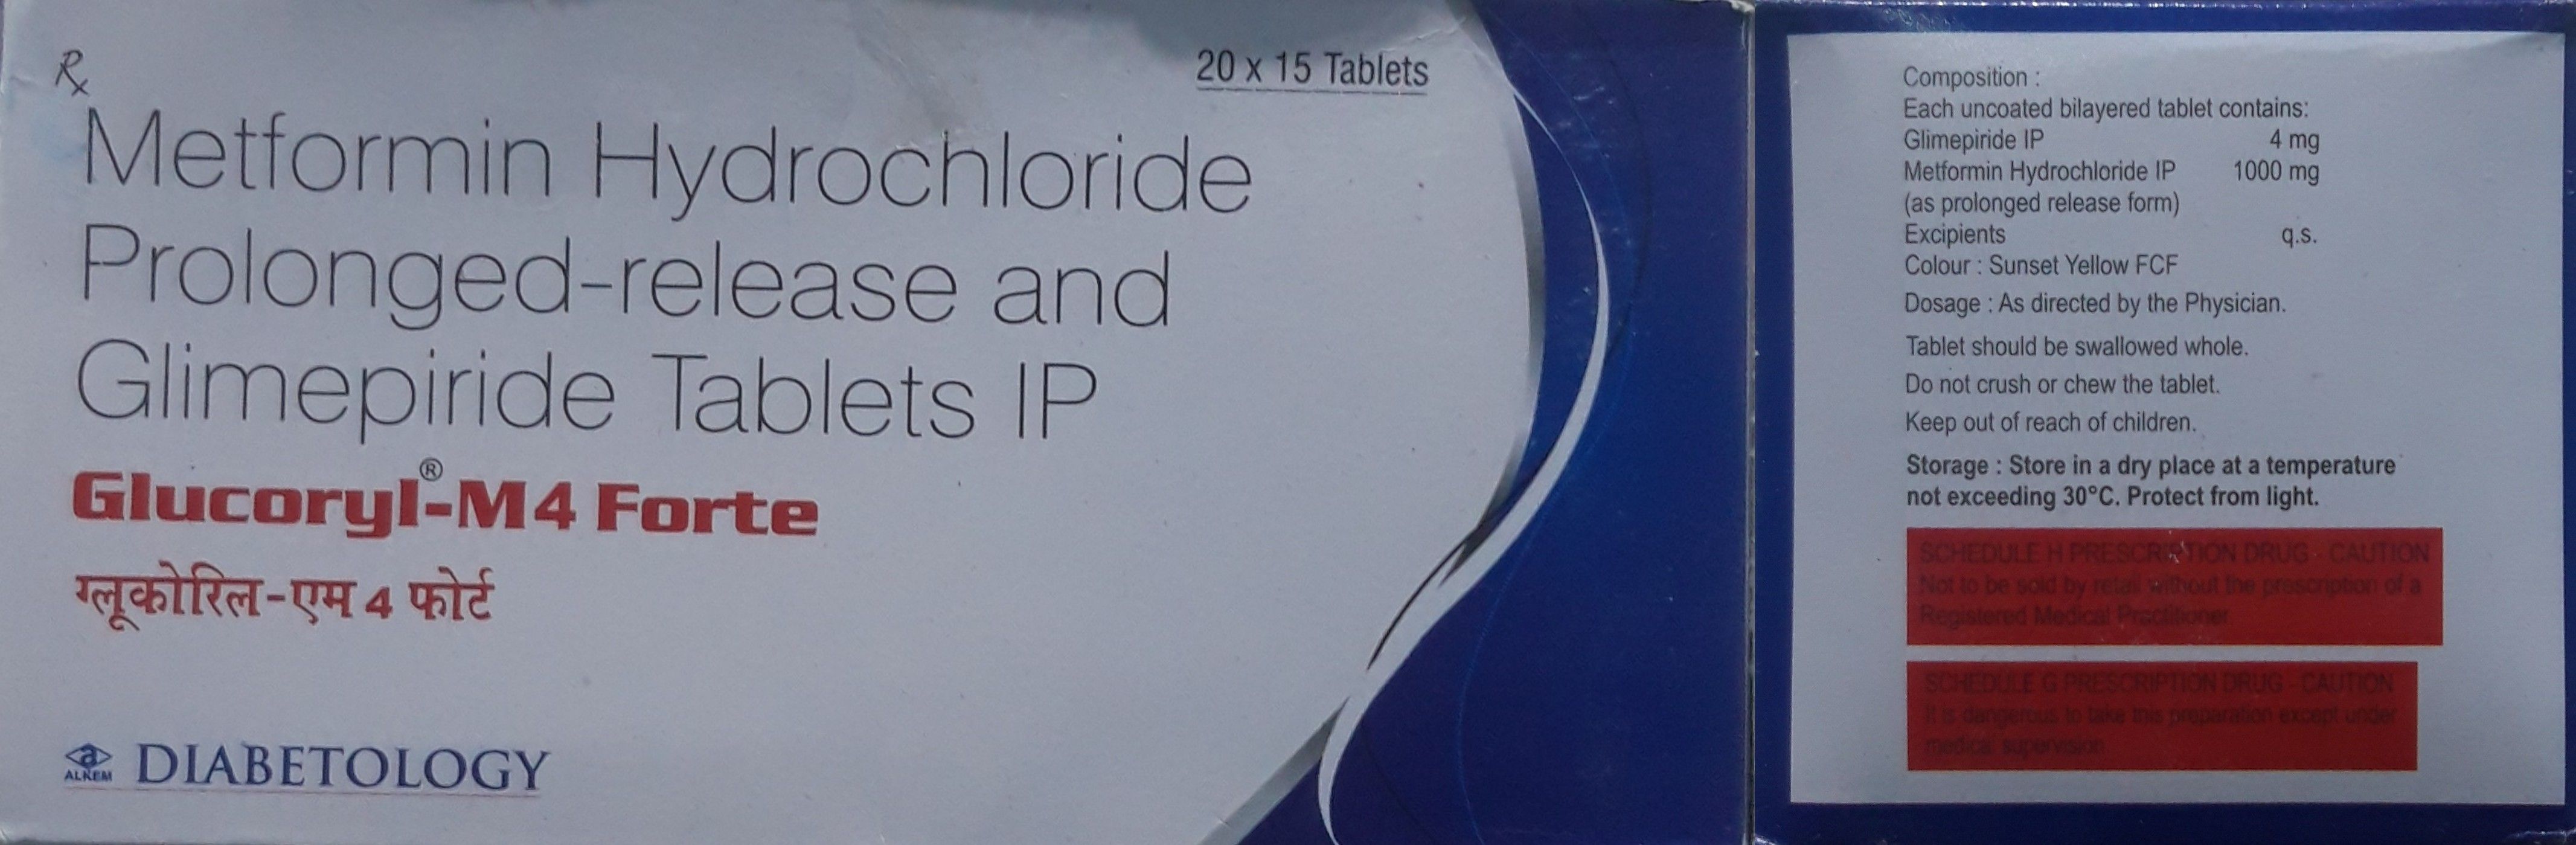 Rx
20 x 15 Tablets
Metformin Hydrochloride
Prolonged-release and
Glimepiride Tablets IP
Glucoryl®-M4 Forte
ग्लूकोरिल-एम 4 फोर्ट
a
ALKEM
DIABETOLOGY
Composition :
Each uncoated bilayered tablet contains:
Glimepiride IP 4 mg
Metformin Hydrochloride IP 1000 mg
(as prolonged release form)
Excipients q.s.
Colour : Sunset Yellow FCF
Dosage : As directed by the Physician.
Tablet should be swallowed whole.
Do not crush or chew the tablet.
Keep out of reach of children.
Storage : Store in a dry place at a temperature
not exceeding 30°C. Protect from light.
SCHEDULE H PRESCRIPTION DRUG - CAUTION
Not to be sold by retail without the prescription of a
Registered Medical Practitioner
SCHEDULE G PRESCRIPTION DRUG - CAUTION
It is dangerous to take this preparation except under
medical supervision